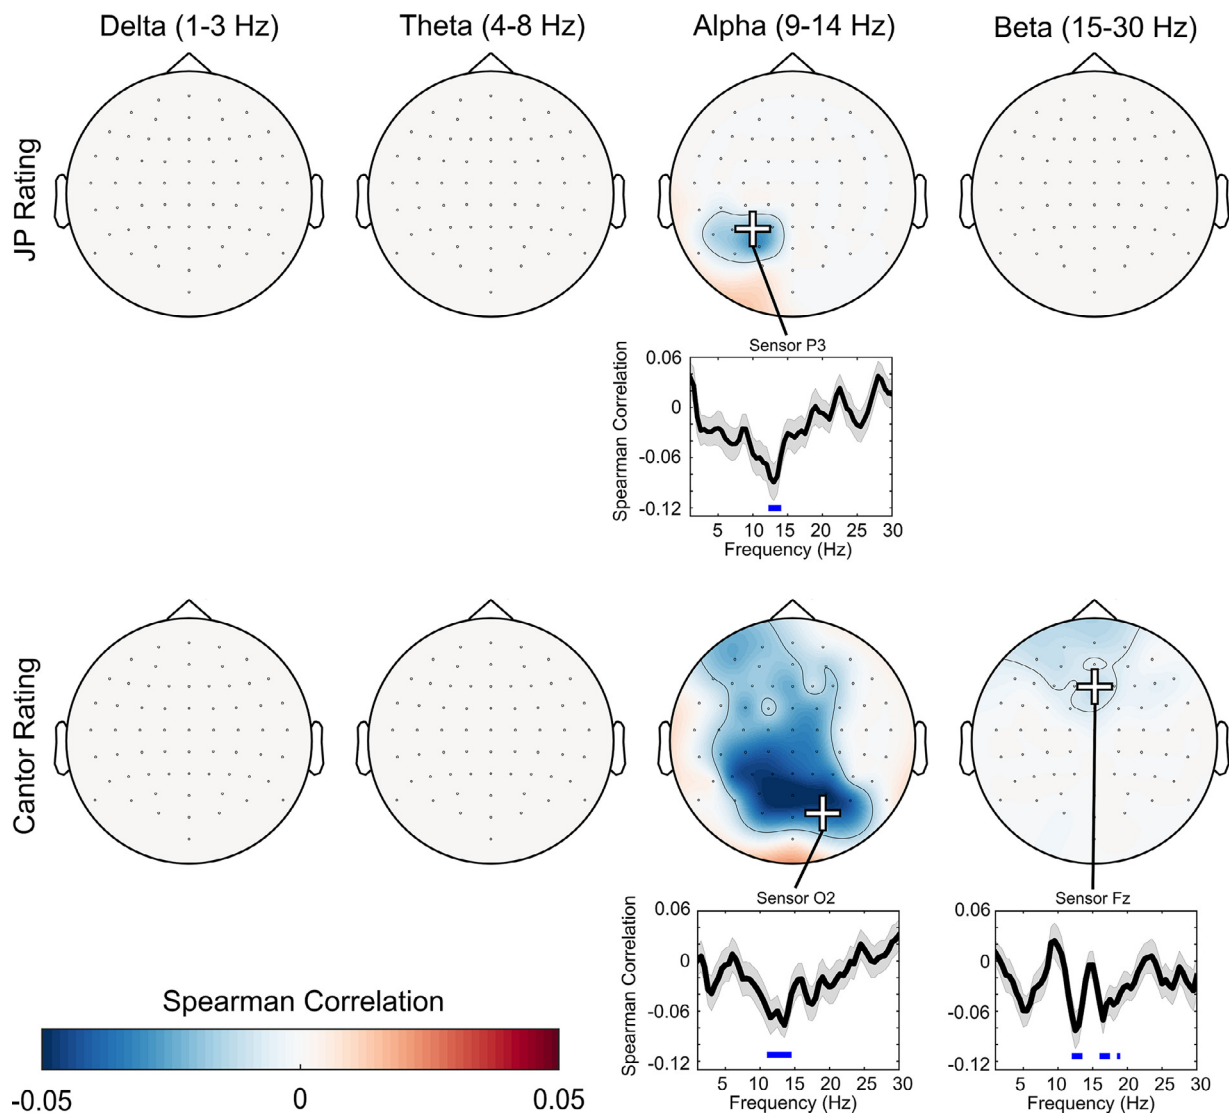 Delta (1-3 Hz) Theta (4-8 Hz) Alpha (9-14 Hz) Beta (15-30 Hz)
JP Rating
Sensor P3
Spearman Correlation
0.06
0
-0.06
-0.12
5 10 15 20 25 30
Frequency (Hz)
Cantor Rating
Sensor O2
Spearman Correlation
0.06
0
-0.06
-0.12
5 10 15 20 25 30
Frequency (Hz)
Sensor Fz
0.06
0
-0.06
-0.12
5 10 15 20 25 30
Frequency (Hz)
Spearman Correlation
-0.05 0 0.05